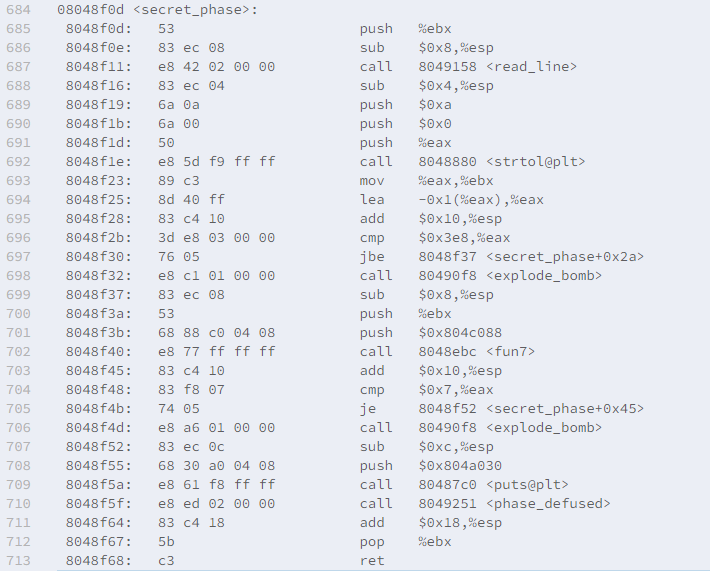 684 08048f0d <secret_phase>:
685 8048f0d: 53 push %ebx
686 8048f0e: 83 ec 08 sub $0x8,%esp
687 8048f11: e8 42 02 00 00 call 8049158 <read_line>
688 8048f16: 83 ec 04 sub $0x4,%esp
689 8048f19: 6a 0a push $0xa
690 8048f1b: 6a 00 push $0x0
691 8048f1d: 50 push %eax
692 8048f1e: e8 5d f9 ff ff call 8048880 <strtol@plt>
693 8048f23: 89 c3 mov %eax,%ebx
694 8048f25: 8d 40 ff lea -0x1(%eax),%eax
695 8048f28: 83 c4 10 add $0x10,%esp
696 8048f2b: 3d e8 03 00 00 cmp $0x3e8,%eax
697 8048f30: 76 05 jbe 8048f37 <secret_phase+0x2a>
698 8048f32: e8 c1 01 00 00 call 80490f8 <explode_bomb>
699 8048f37: 83 ec 08 sub $0x8,%esp
700 8048f3a: 53 push %ebx
701 8048f3b: 68 88 c0 04 08 push $0x804c088
702 8048f40: e8 77 ff ff ff call 8048ebc <fun7>
703 8048f45: 83 c4 10 add $0x10,%esp
704 8048f48: 83 f8 07 cmp $0x7,%eax
705 8048f4b: 74 05 je 8048f52 <secret_phase+0x45>
706 8048f4d: e8 a6 01 00 00 call 80490f8 <explode_bomb>
707 8048f52: 83 ec 0c sub $0xc,%esp
708 8048f55: 68 30 a0 04 08 push $0x804a030
709 8048f5a: e8 61 f8 ff ff call 80487c0 <puts@plt>
710 8048f5f: e8 ed 02 00 00 call 8049251 <phase_defused>
711 8048f64: 83 c4 18 add $0x18,%esp
712 8048f67: 5b pop %ebx
713 8048f68: c3 ret